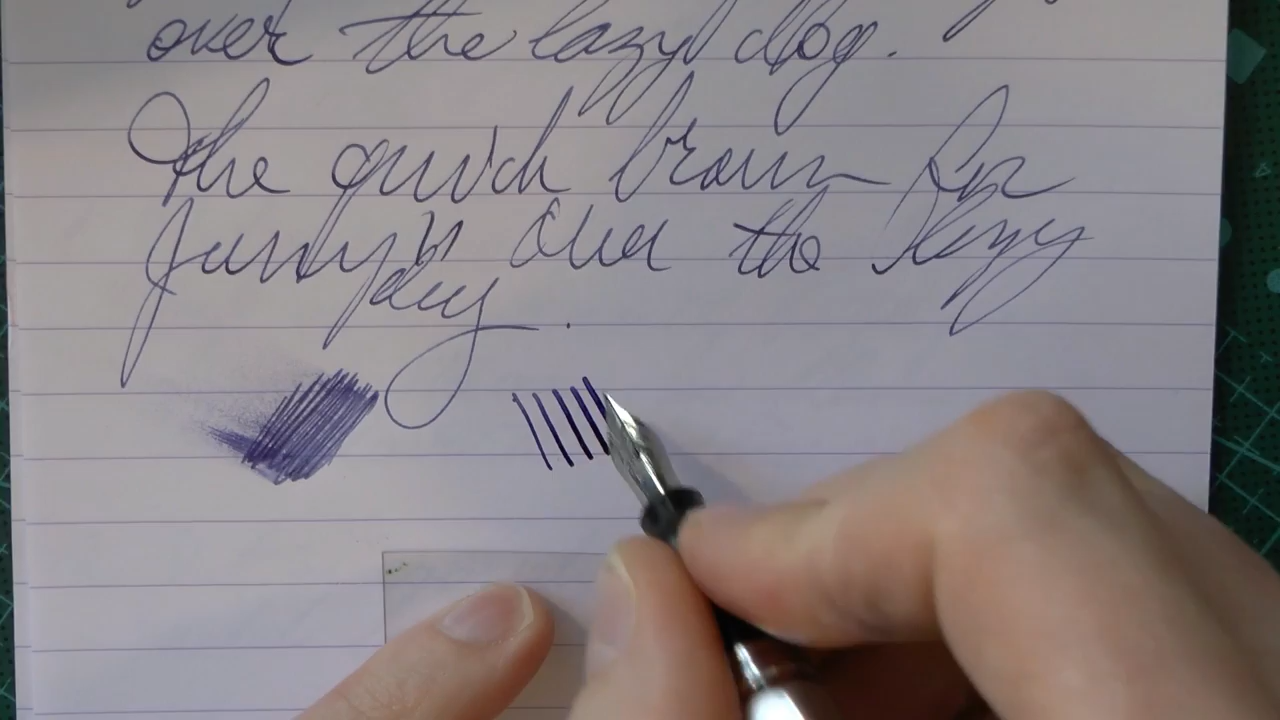 over the lazy dog.
The quick brown fox
jumps over the lazy
dog.